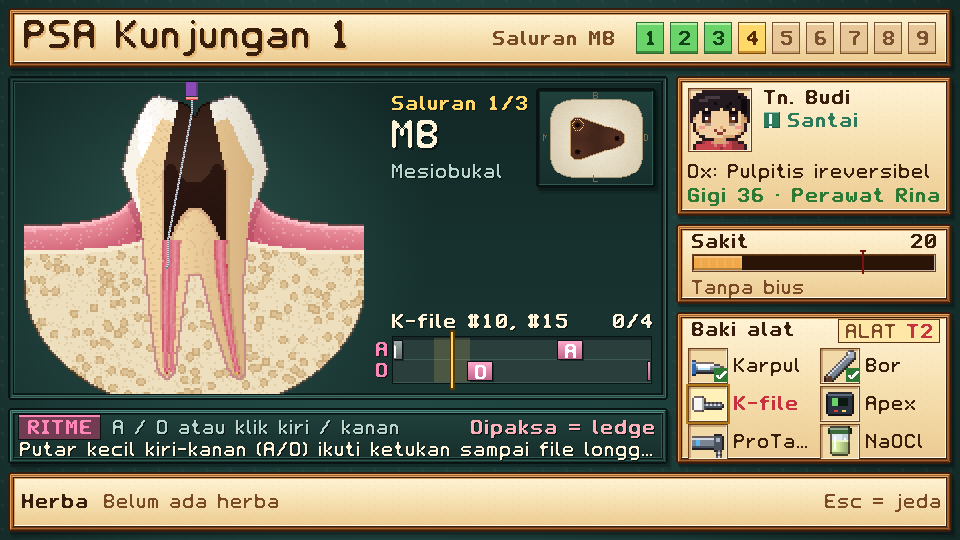 PSA Kunjungan 1
Saluran MB 1 2 3 4 5 6 7 8 9
Saluran 1/3
MB
Mesiobukal
B
M D
L
K-file #10, #15 0/4
A A
D D
RITME A / D atau klik kiri / kanan Dipaksa = ledge
Putar kecil kiri-kanan (A/D) ikuti ketukan sampai file longg…
Tn. Budi
Santai
Dx: Pulpitis ireversibel
Gigi 36 · Perawat Rina
Sakit 20
Tanpa bius
Baki alat ALAT T2
Karpul Bor
K-file Apex
ProTa… NaOCl
Herba Belum ada herba Esc = jeda